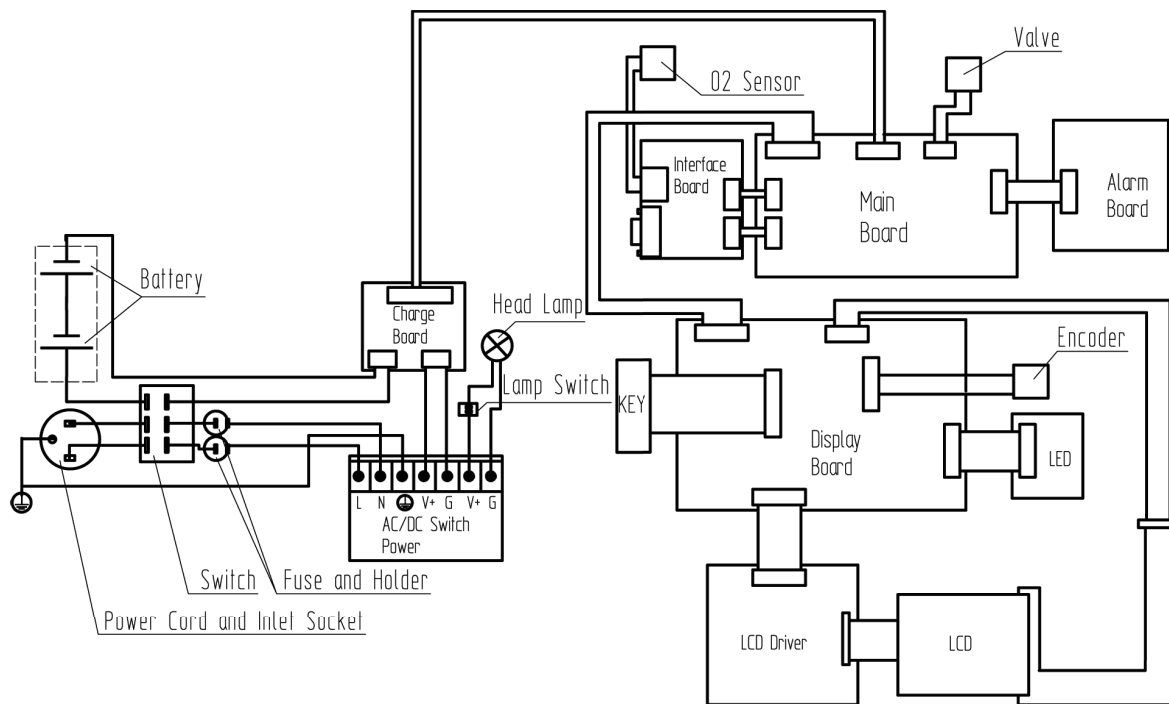 Valve
O2 Sensor
Interface
Board
Main
Board
Alarm
Board
Battery
Charge
Board
Head Lamp
Lamp Switch
Encoder
KEY
Display
Board
LED
L N V+ G V+ G
AC/DC Switch
Power
Switch
Fuse and Holder
Power Cord and Inlet Socket
LCD Driver
LCD